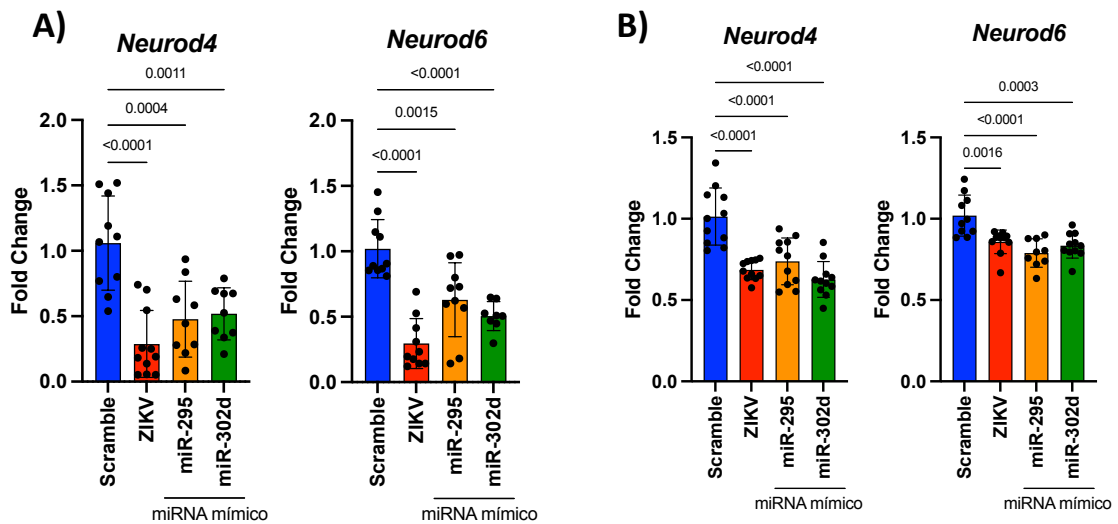 A)
Neurod4
0.0011
0.0004
<0.0001
Fold Change
2.0
1.5
1.0
0.5
0.0
Scramble
ZIKV
miR-295
miR-302d
miRNA mímico
Neurod6
<0.0001
0.0015
<0.0001
Fold Change
2.0
1.5
1.0
0.5
0.0
Scramble
ZIKV
miR-295
miR-302d
miRNA mímico
B)
Neurod4
<0.0001
<0.0001
<0.0001
Fold Change
1.5
1.0
0.5
0.0
Scramble
ZIKV
miR-295
miR-302d
miRNA mímico
Neurod6
0.0003
<0.0001
0.0016
Fold Change
1.5
1.0
0.5
0.0
Scramble
ZIKV
miR-295
miR-302d
miRNA mímico